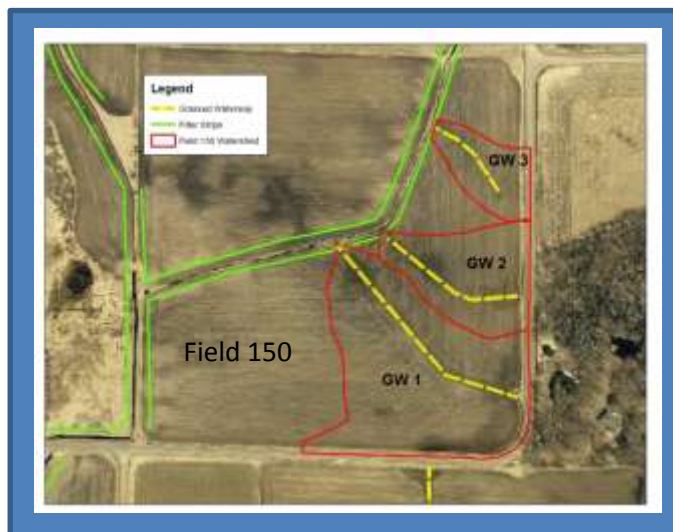 Legend
Grassed Waterway
Filter Strips
Field 150 Watershed
GW 3
GW 2
Field 150
GW 1